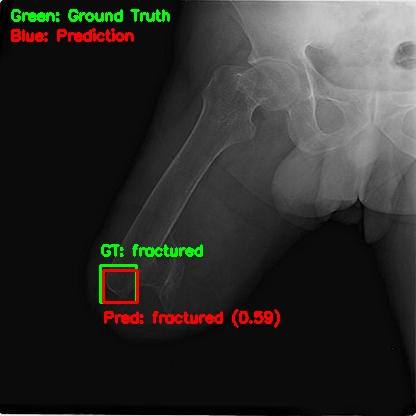 Green: Ground Truth
Blue: Prediction
GT: fractured
Pred: fractured (0.59)